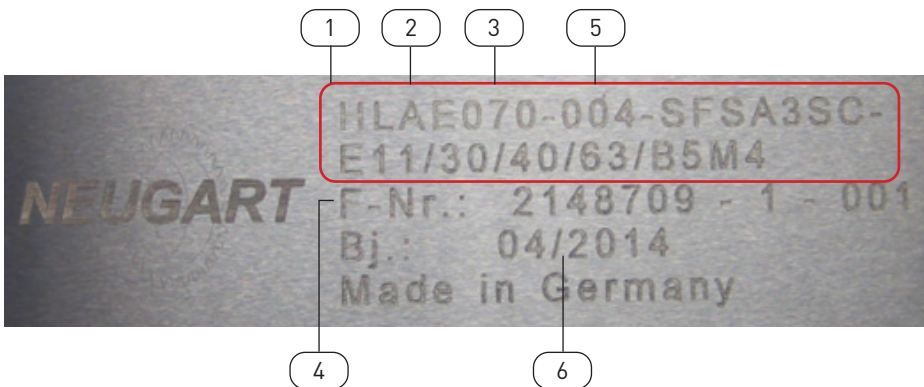 1 2 3 5
HLAE070-004-SFSA3SC-
E11/30/40/63/B5M4
NEUGART
F-Nr.: 2148709 - 1 - 001
Bj.: 04/2014
Made in Germany
4 6